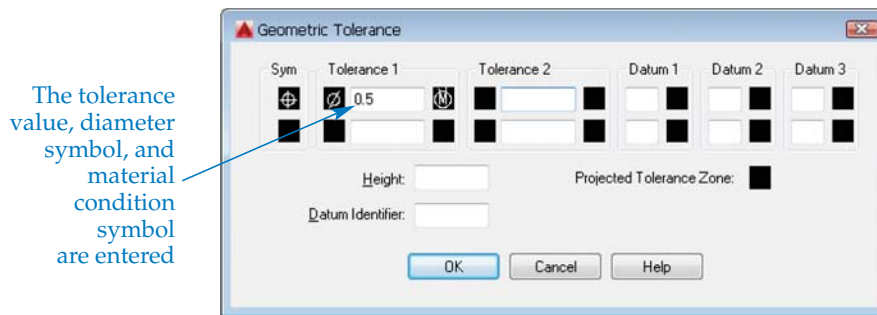 Geometric Tolerance
Sym Tolerance 1 Tolerance 2 Datum 1 Datum 2 Datum 3
Ø 0.5 Ⓜ
Height:
Projected Tolerance Zone:
Datum Identifier:
OK Cancel Help
The tolerance
value, diameter
symbol, and
material
condition
symbol
are entered